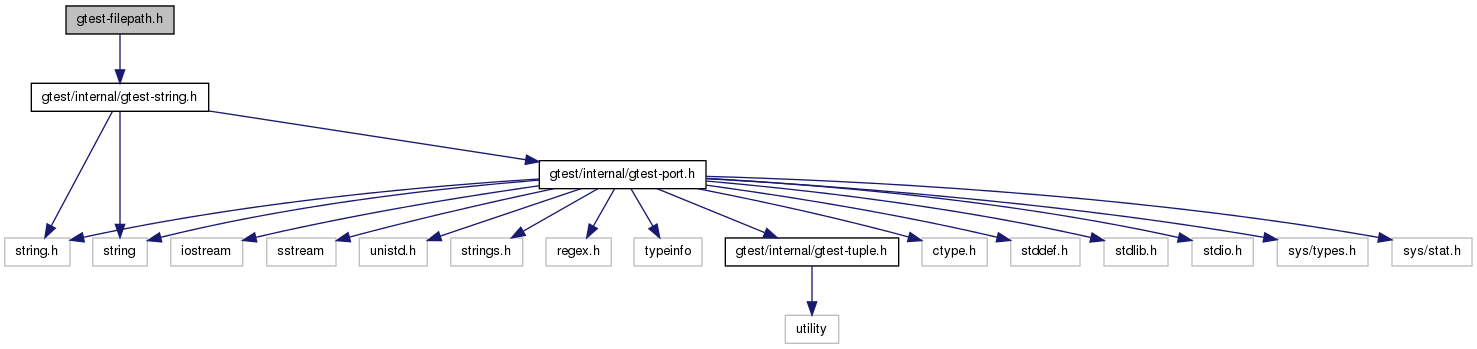 gtest-filepath.h
gtest/internal/gtest-string.h
gtest/internal/gtest-port.h
string.h
string
iostream
sstream
unistd.h
strings.h
regex.h
typeinfo
gtest/internal/gtest-tuple.h
ctype.h
stddef.h
stdlib.h
stdio.h
sys/types.h
sys/stat.h
utility